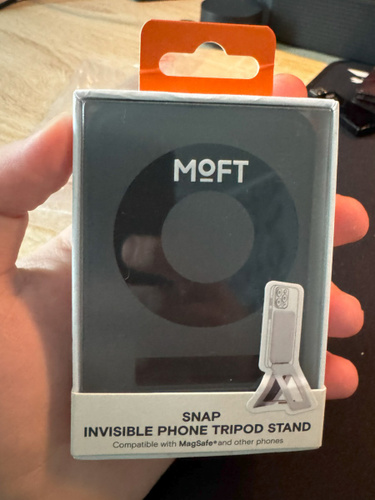 MOFT
SNAP
INVISIBLE PHONE TRIPOD STAND
Compatible with MagSafe® and other phones